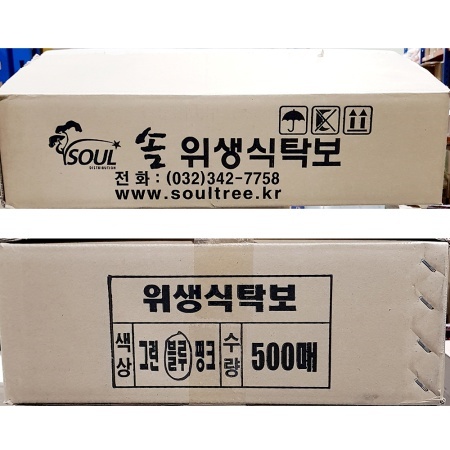 SOUL
DISTRIBUTION
솔 위생식탁보
전화 : (032)342-7758
www.soultree.kr
위생식탁보
색상 그린 블루 핑크 수량 500매